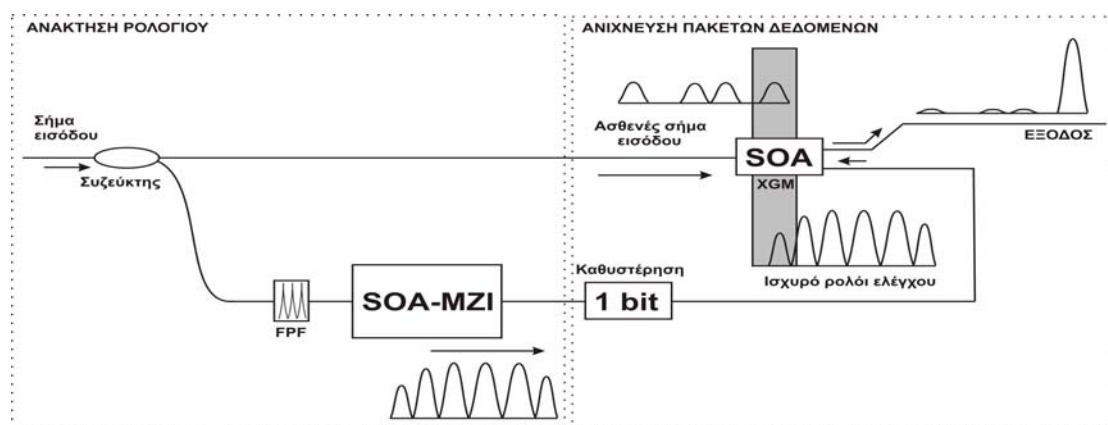 ΑΝΑΚΤΗΣΗ ΡΟΛΟΓΙΟΥ
ΑΝΙΧΝΕΥΣΗ ΠΑΚΕΤΩΝ ΔΕΔΟΜΕΝΩΝ
Σήμα
εισόδου
Συζεύκτης
Ασθενές σήμα
εισόδου
SOA
XGM
ΕΞΟΔΟΣ
FPF
SOA-MZI
Καθυστέρηση
1 bit
Ισχυρό ρολόι ελέγχου